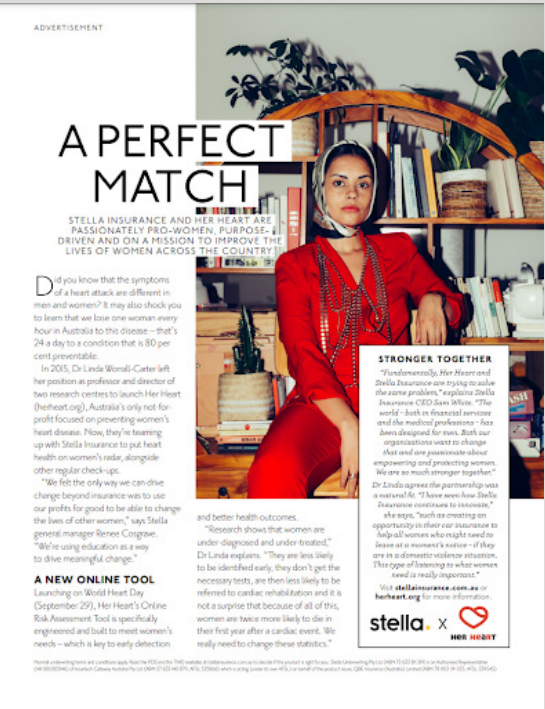 ADVERTISEMENT
A PERFECT
MATCH
STELLA INSURANCE AND HER HEART ARE
PASSIONATELY PRO-WOMEN, PURPOSE-
DRIVEN AND ON A MISSION TO IMPROVE THE
LIVES OF WOMEN ACROSS THE COUNTRY
Did you know that the symptoms
of a heart attack are different in
men and women? It may also shock you
to learn that we lose one woman every
hour in Australia to this disease – that's
24 a day to a condition that is 80 per
cent preventable.
In 2015, Dr Linda Worrall-Carter left
her position as professor and director of
two research centres to launch Her Heart
(herheart.org), Australia's only not-for-
profit focused on preventing women's
heart disease. Now, they're teaming
up with Stella Insurance to put heart
health on women's radar, alongside
other regular check-ups.
"We felt the only way we can drive
change beyond insurance was to use
our profits for good to be able to change
the lives of other women," says Stella
general manager Renee Cosgrave.
"We're using education as a way
to drive meaningful change."
A NEW ONLINE TOOL
Launching on World Heart Day
(September 29), Her Heart's Online
Risk Assessment Tool is specifically
engineered and built to meet women's
needs – which is key to early detection
and better health outcomes.
"Research shows that women are
under-diagnosed and under-treated,"
Dr Linda explains. "They are less likely
to be identified early, they don't get the
necessary tests, are then less likely to be
referred to cardiac rehabilitation and it is
not a surprise that because of all of this,
women are twice more likely to die in
their first year after a cardiac event. We
really need to change these statistics."
STRONGER TOGETHER
"Fundamentally, Her Heart and
Stella Insurance are trying to solve the
same problem," explains Stella
Insurance CEO Sam White. "The
world - both in financial services
and the medical professions - has
been designed for men. Both our
organisations want to change
that and are passionate about
empowering and protecting women.
We are so much stronger together."
Dr Linda agrees the partnership was
a natural fit. "I have seen how Stella
Insurance continues to innovate,"
she says, "such as creating an
opportunity in their car insurance to
help all women who might need to
leave at a moment's notice - if they
are in a domestic violence situation.
This type of listening to what women
need is really important."
Visit stellainsurance.com.au or
herheart.org for more information.
stella. x
HER HEART